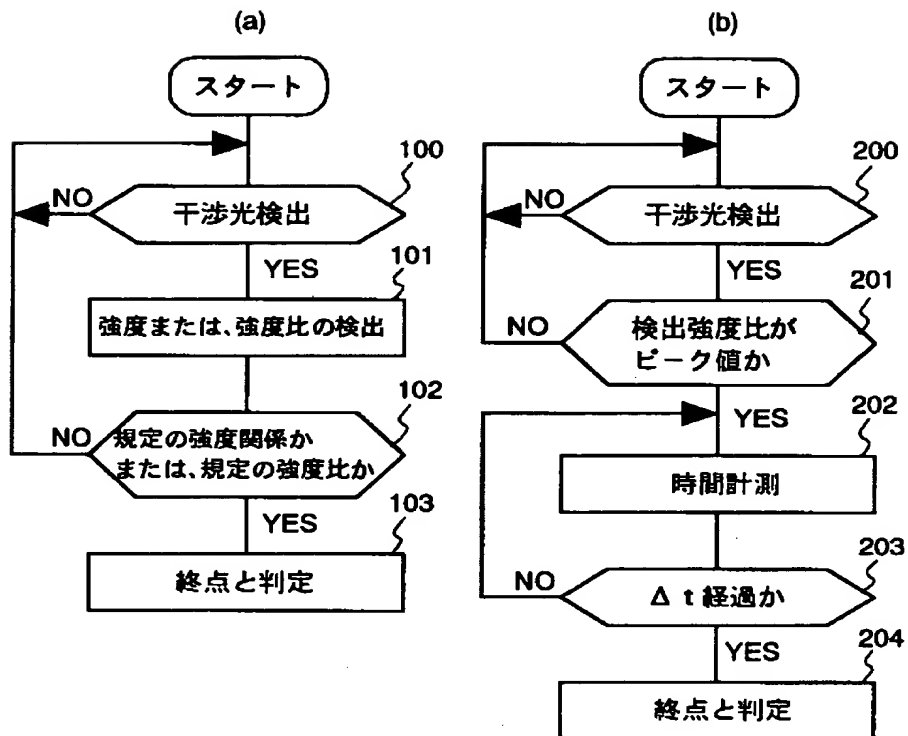 (a)
スタート
100
NO
干渉光検出
YES
101
強度または、強度比の検出
102
NO
規定の強度関係か
または、規定の強度比か
YES
103
終点と判定
(b)
スタート
200
NO
干渉光検出
YES
201
NO
検出強度比が
ピーク値か
YES
202
時間計測
203
NO
Δt経過か
YES
204
終点と判定